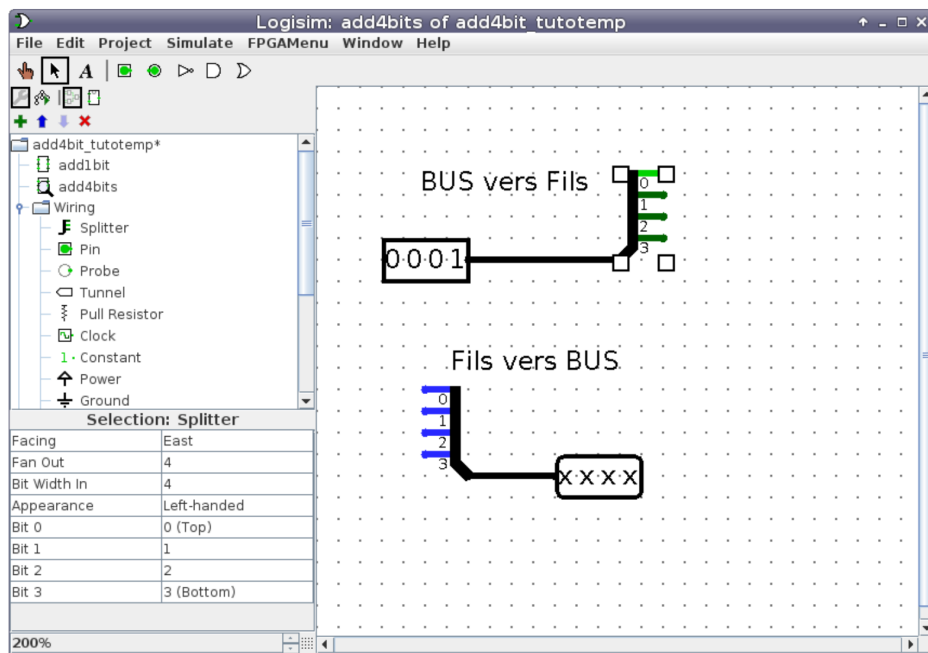 Logisim: add4bits of add4bit_tutotemp
File Edit Project Simulate FPGAMenu Window Help
A
add4bit_tutotemp*
add1bit
add4bits
Wiring
Splitter
Pin
Probe
Tunnel
Pull Resistor
Clock
1 Constant
Power
Ground
Selection: Splitter
Facing East
Fan Out 4
Bit Width In 4
Appearance Left-handed
Bit 0 0 (Top)
Bit 1 1
Bit 2 2
Bit 3 3 (Bottom)
200%
BUS vers Fils
0
1
2
3
0001
Fils vers BUS
0
1
2
3
x x x x